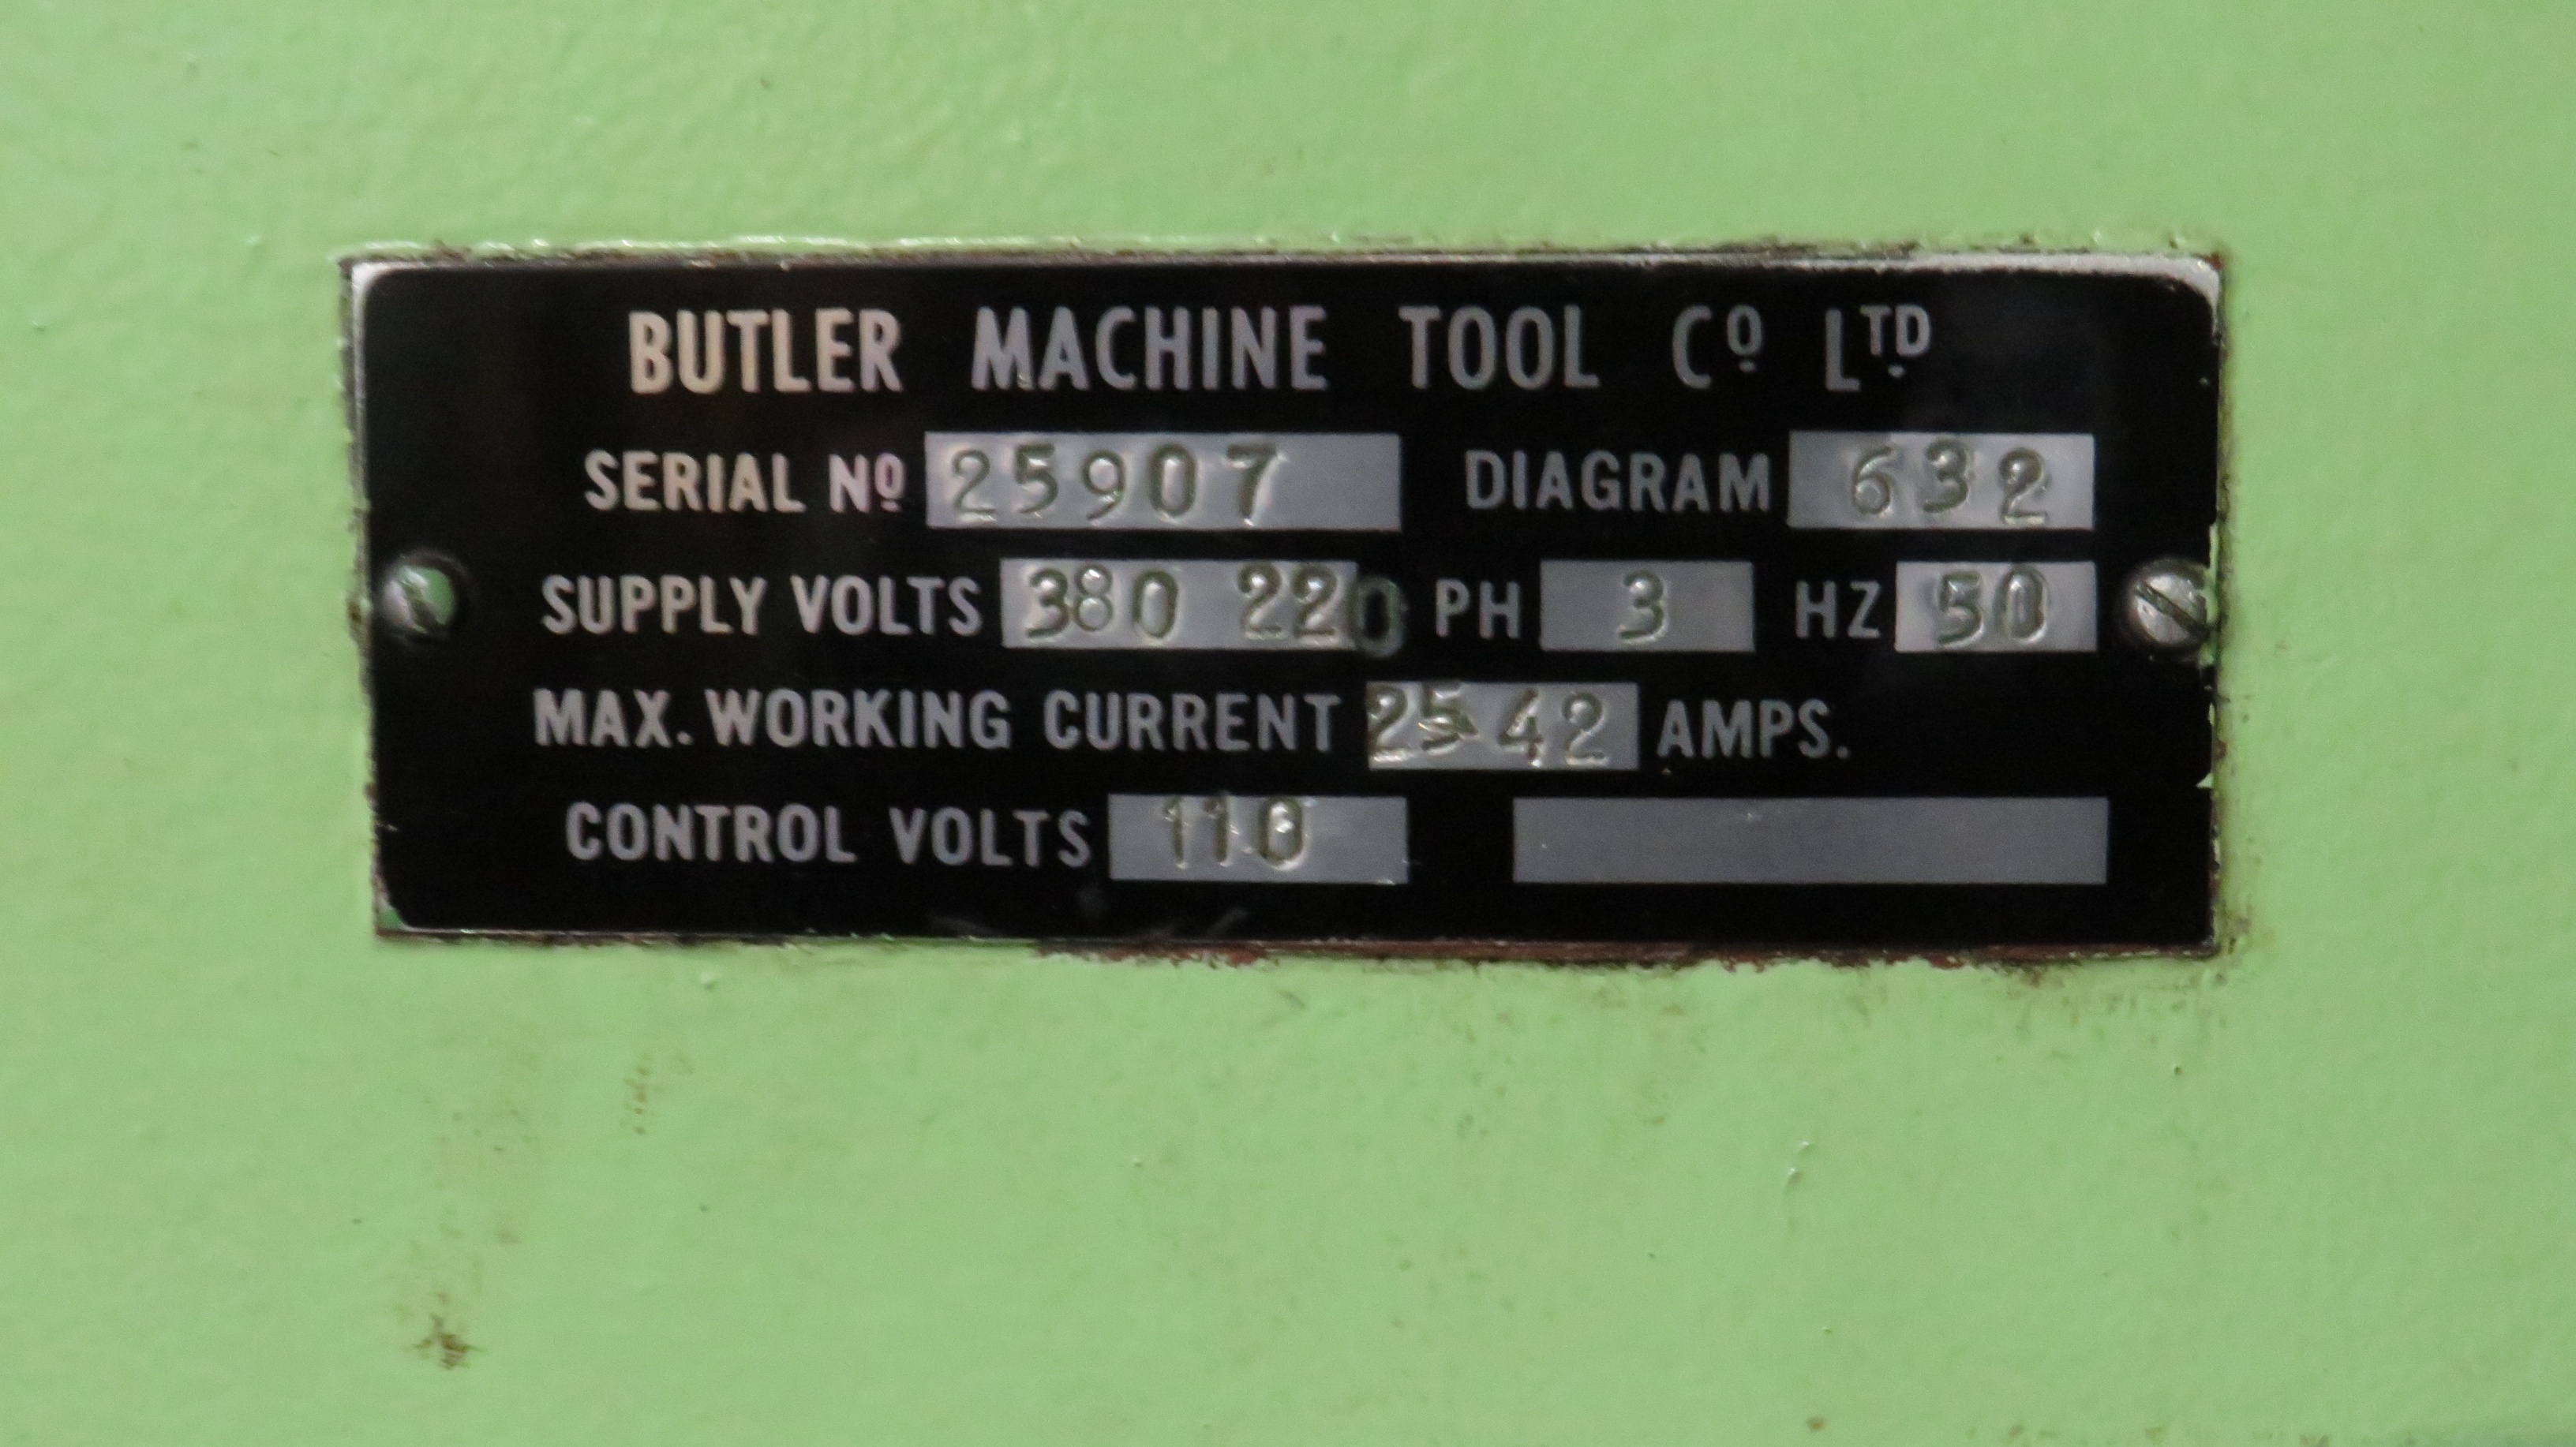 BUTLER MACHINE TOOL Cº LTD
SERIAL Nº 25907 DIAGRAM 632
SUPPLY VOLTS 380 220 PH 3 HZ 50
MAX. WORKING CURRENT 25 42 AMPS.
CONTROL VOLTS 110